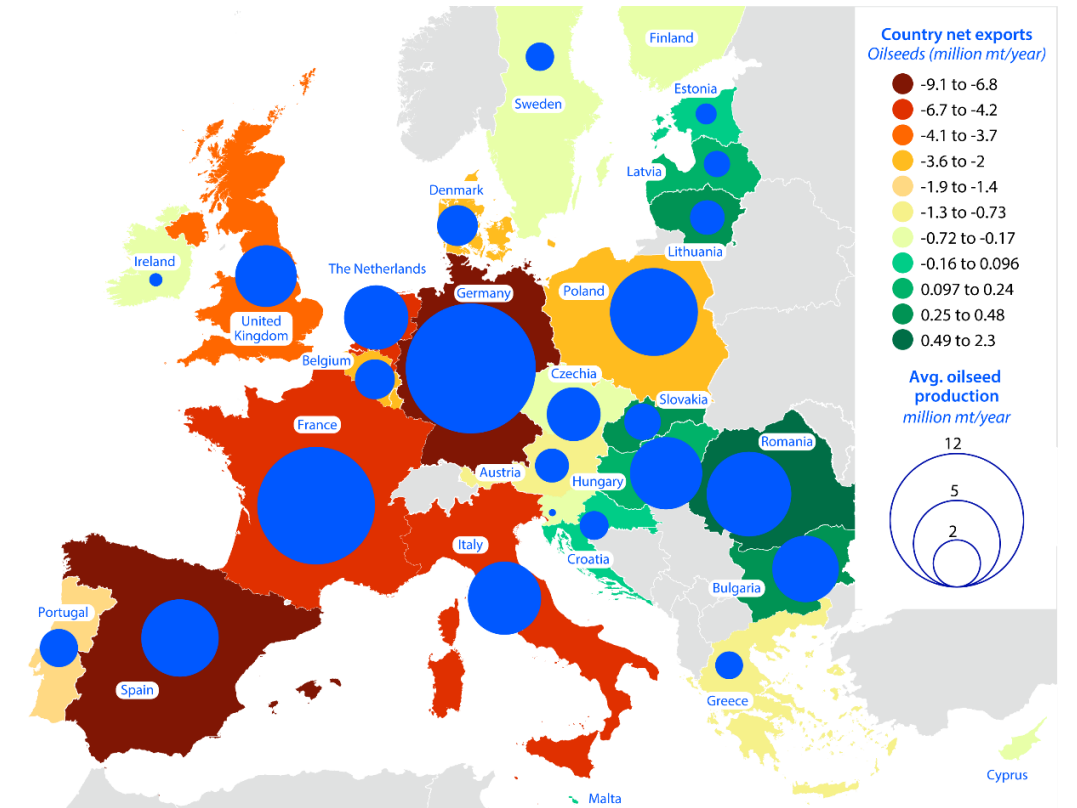 Finland
Estonia
Sweden
Latvia
Denmark
Lithuania
Ireland
The Netherlands
Germany
Poland
United
Kingdom
Belgium
Czechia
Slovakia
France
Romania
Austria
Hungary
Italy
Croatia
Bulgaria
Portugal
Spain
Greece
Cyprus
Malta
Country net exports
Oilseeds (million mt/year)
-9.1 to -6.8
-6.7 to -4.2
-4.1 to -3.7
-3.6 to -2
-1.9 to -1.4
-1.3 to -0.73
-0.72 to -0.17
-0.16 to 0.096
0.097 to 0.24
0.25 to 0.48
0.49 to 2.3
Avg. oilseed
production
million mt/year
12
5
2